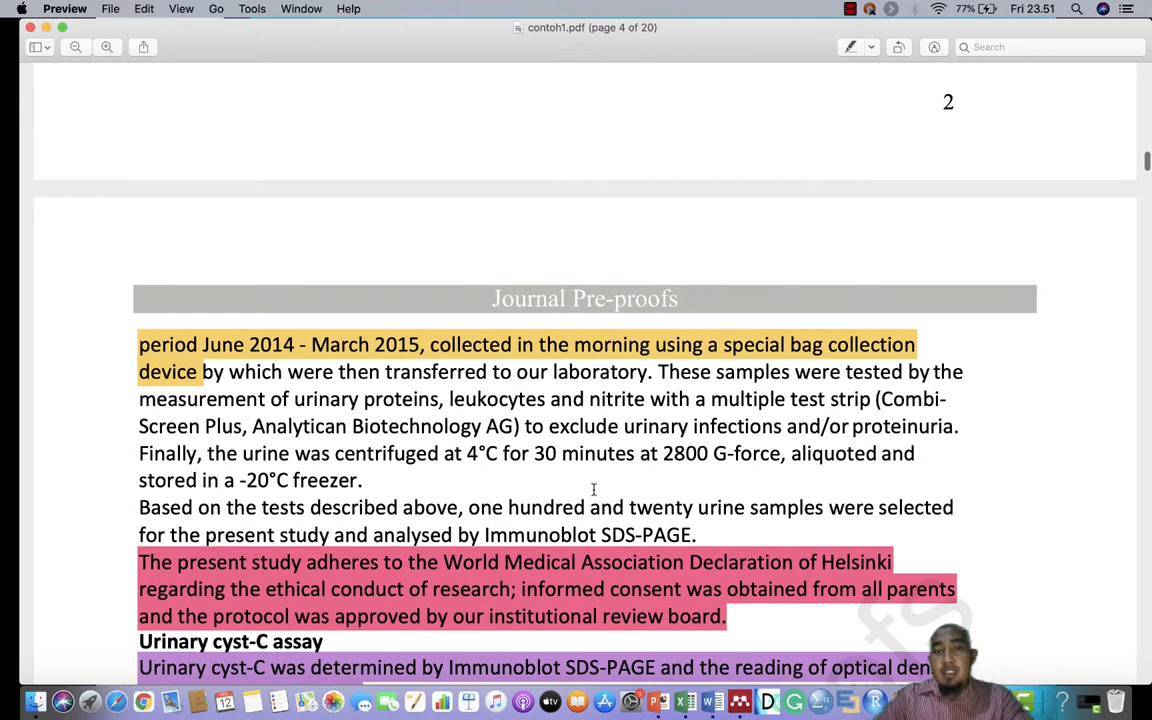 Preview File Edit View Go Tools Window Help 77% Fri 23.51
contoh1.pdf (page 4 of 20)
Search
2
Journal Pre-proofs
period June 2014 - March 2015, collected in the morning using a special bag collection
device by which were then transferred to our laboratory. These samples were tested by the
measurement of urinary proteins, leukocytes and nitrite with a multiple test strip (Combi-
Screen Plus, Analytican Biotechnology AG) to exclude urinary infections and/or proteinuria.
Finally, the urine was centrifuged at 4°C for 30 minutes at 2800 G-force, aliquoted and
stored in a -20°C freezer.
Based on the tests described above, one hundred and twenty urine samples were selected
for the present study and analysed by Immunoblot SDS-PAGE.
The present study adheres to the World Medical Association Declaration of Helsinki
regarding the ethical conduct of research; informed consent was obtained from all parents
and the protocol was approved by our institutional review board.
Urinary cyst-C assay
Urinary cyst-C was determined by Immunoblot SDS-PAGE and the reading of optical den